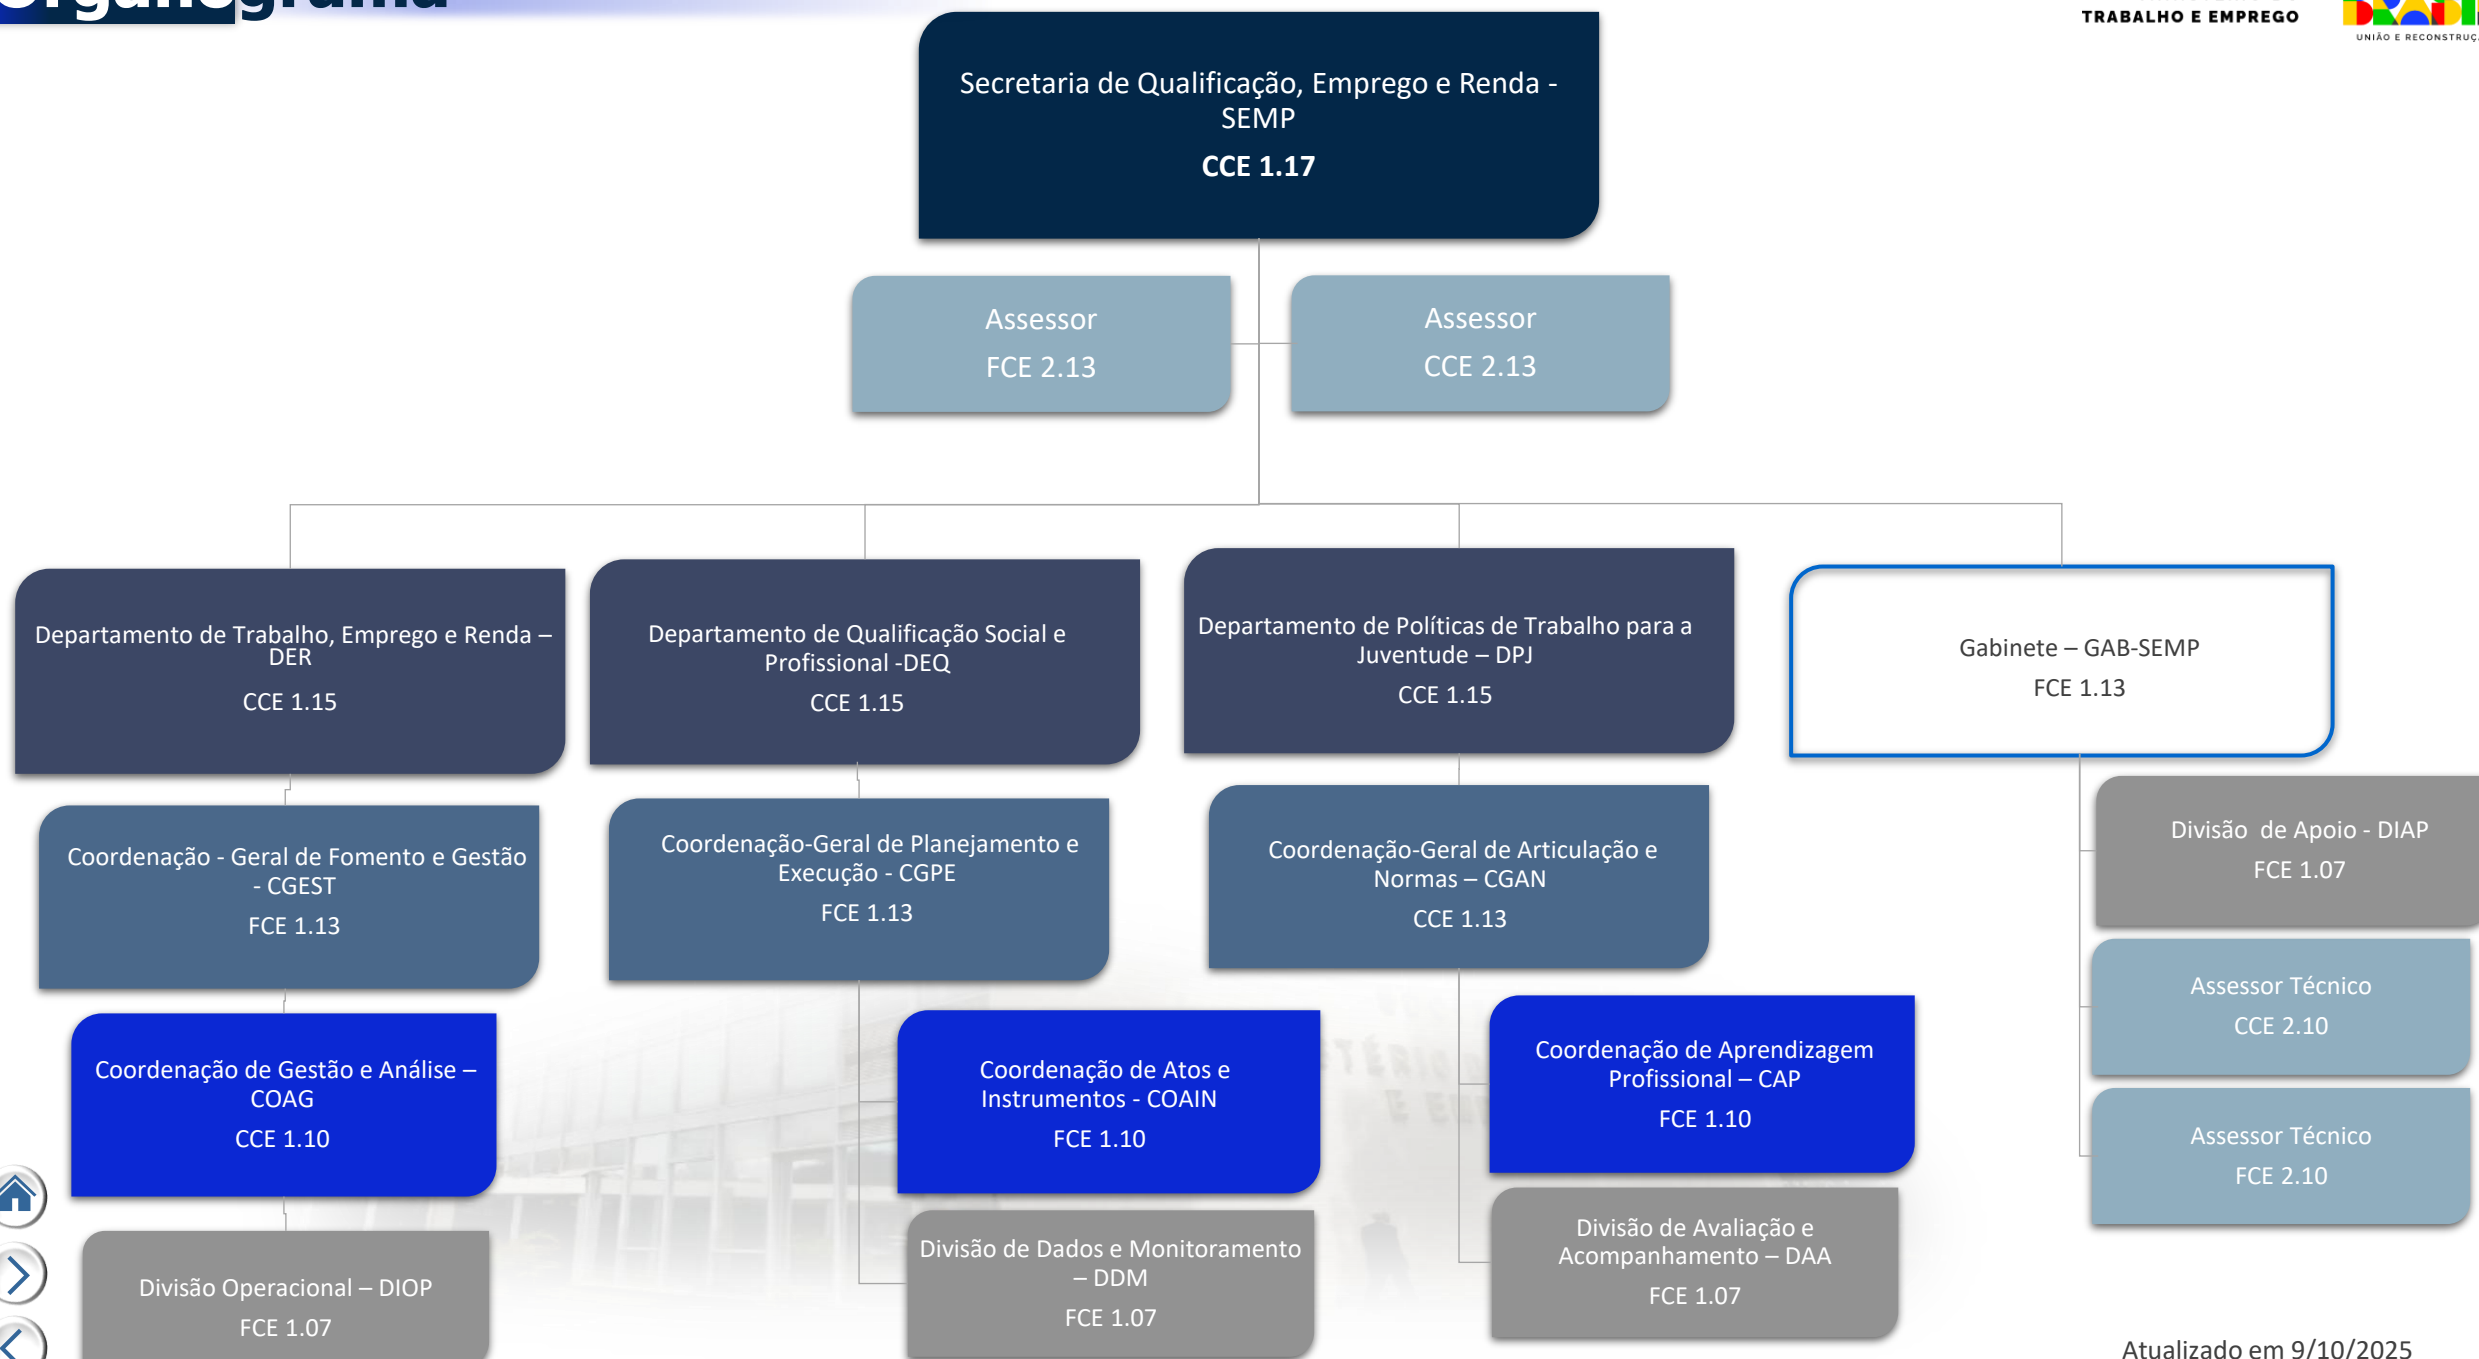 Organograma
TRABALHO E EMPREGO
BRASIL
UNIÃO E RECONSTRUÇ
Secretaria de Qualificação, Emprego e Renda -
SEMP
CCE 1.17
Assessor
FCE 2.13
Assessor
CCE 2.13
Departamento de Trabalho, Emprego e Renda –
DER
CCE 1.15
Departamento de Qualificação Social e
Profissional -DEQ
CCE 1.15
Departamento de Políticas de Trabalho para a
Juventude – DPJ
CCE 1.15
Gabinete – GAB-SEMP
FCE 1.13
Coordenação - Geral de Fomento e Gestão
- CGEST
FCE 1.13
Coordenação-Geral de Planejamento e
Execução - CGPE
FCE 1.13
Coordenação-Geral de Articulação e
Normas – CGAN
CCE 1.13
Divisão de Apoio - DIAP
FCE 1.07
Assessor Técnico
CCE 2.10
Assessor Técnico
FCE 2.10
Coordenação de Gestão e Análise –
COAG
CCE 1.10
Coordenação de Atos e
Instrumentos - COAIN
FCE 1.10
Coordenação de Aprendizagem
Profissional – CAP
FCE 1.10
Divisão Operacional – DIOP
FCE 1.07
Divisão de Dados e Monitoramento
– DDM
FCE 1.07
Divisão de Avaliação e
Acompanhamento – DAA
FCE 1.07
Atualizado em 9/10/2025